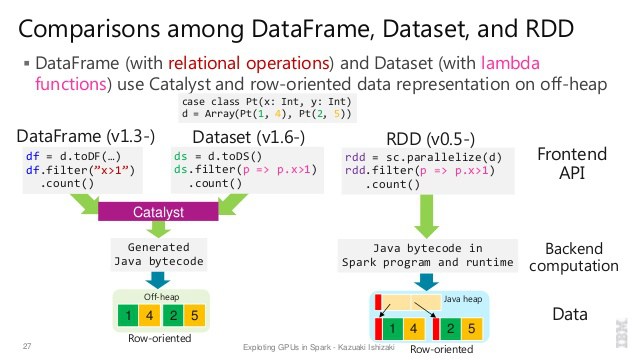 Comparisons among DataFrame, Dataset, and RDD
▪ DataFrame (with relational operations) and Dataset (with lambda
functions) use Catalyst and row-oriented data representation on off-heap
case class Pt(x: Int, y: Int)
d = Array(Pt(1, 4), Pt(2, 5))
DataFrame (v1.3-)
df = d.toDF(…)
df.filter(”x>1”)
.count()
Dataset (v1.6-)
ds = d.toDS()
ds.filter(p => p.x>1)
.count()
RDD (v0.5-)
rdd = sc.parallelize(d)
rdd.filter(p => p.x>1)
.count()
Frontend
API
Catalyst
Generated
Java bytecode
Java bytecode in
Spark program and runtime
Backend
computation
Off-heap
1 4 2 5
Row-oriented
Java heap
1 4 2 5
Row-oriented
Data
27
Exploting GPUs in Spark - Kazuaki Ishizaki
IBM